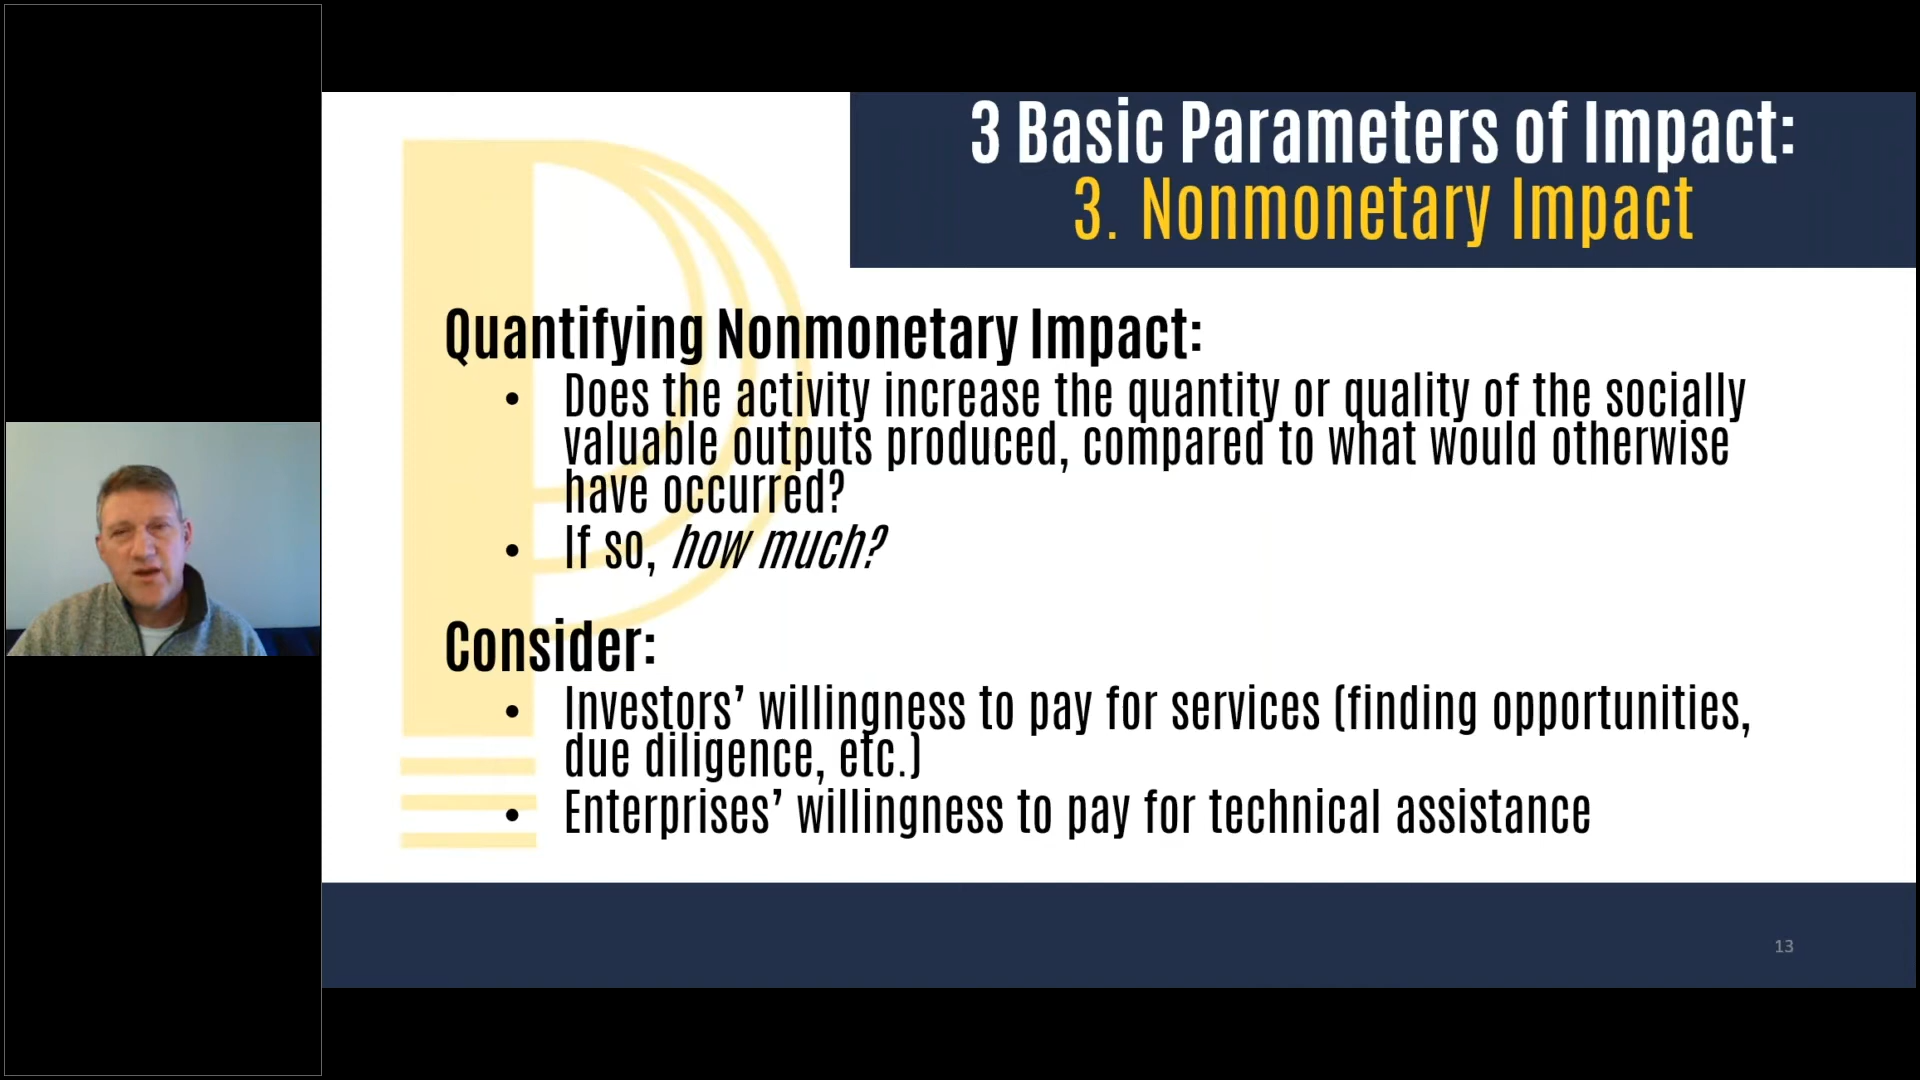 3 Basic Parameters of Impact:
3. Nonmonetary Impact
Quantifying Nonmonetary Impact:
• Does the activity increase the quantity or quality of the socially
valuable outputs produced, compared to what would otherwise
have occurred?
• If so, how much?
Consider:
• Investors’ willingness to pay for services (finding opportunities,
due diligence, etc.)
• Enterprises’ willingness to pay for technical assistance
13